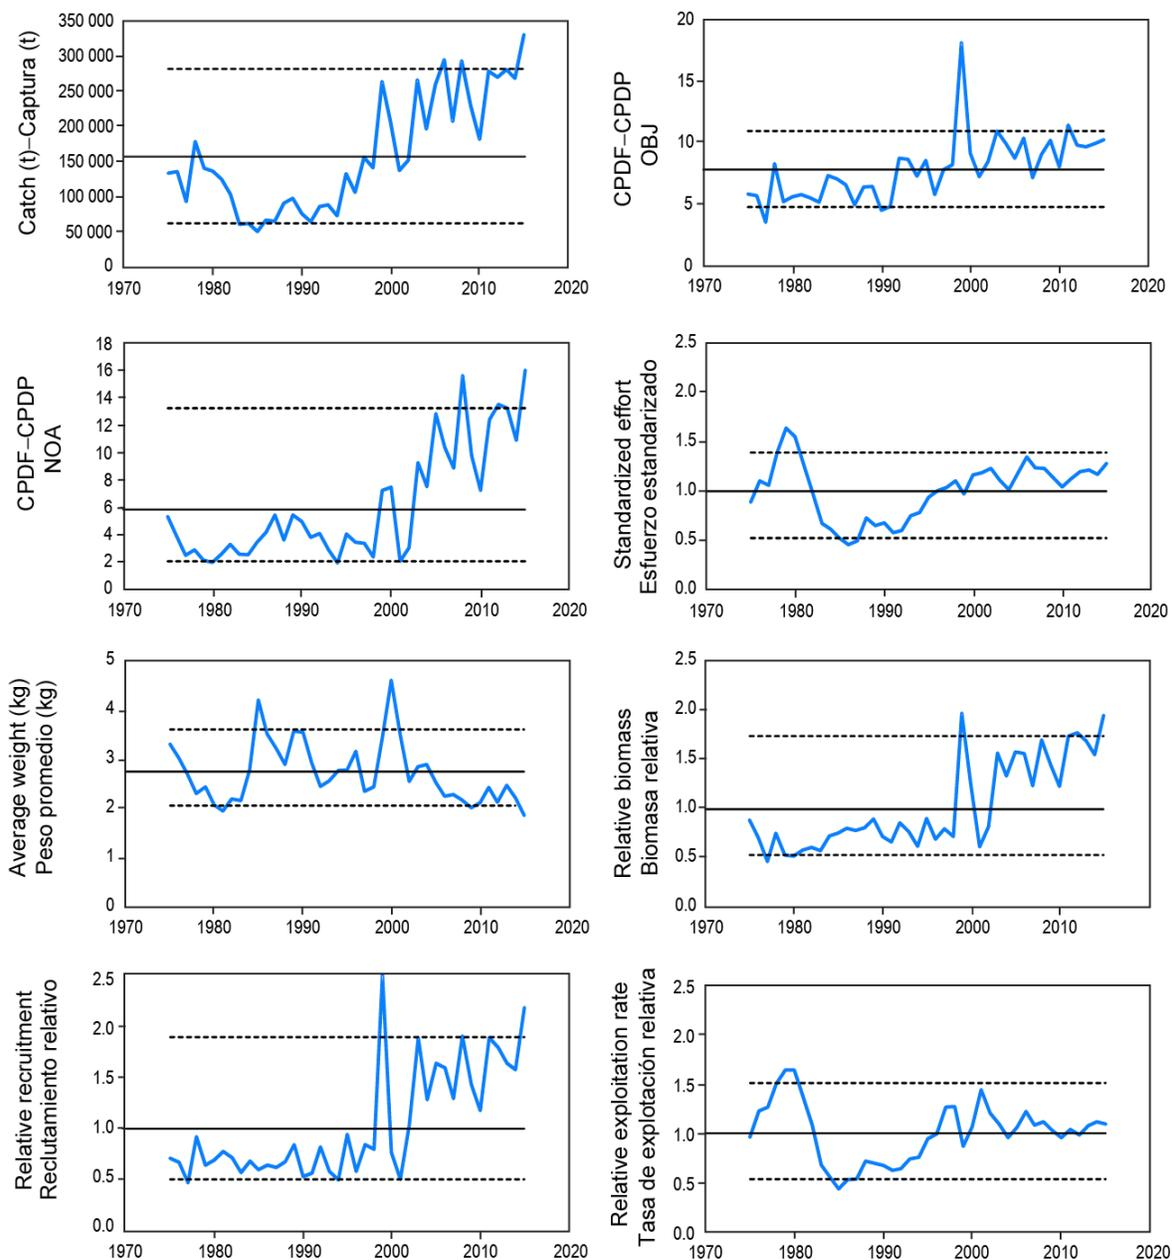 Catch (t)–Captura (t)
350 000
300 000
250 000
200 000
150 000
100 000
50 000
0
1970 1980 1990 2000 2010 2020
CPDF–CPDP
OBJ
20
15
10
5
0
1970 1980 1990 2000 2010 2020
CPDF–CPDP
NOA
18
16
14
12
10
8
6
4
2
0
1970 1980 1990 2000 2010 2020
Standardized effort
Esfuerzo estandarizado
2.5
2.0
1.5
1.0
0.5
0.0
1970 1980 1990 2000 2010 2020
Average weight (kg)
Peso promedio (kg)
5
4
3
2
1
0
1970 1980 1990 2000 2010 2020
Relative biomass
Biomasa relativa
2.5
2.0
1.5
1.0
0.5
0.0
1970 1980 1990 2000 2010 2020
Relative recruitment
Reclutamiento relativo
2.5
2.0
1.5
1.0
0.5
0.0
1970 1980 1990 2000 2010 2020
Relative exploitation rate
Tasa de explotación relativa
2.5
2.0
1.5
1.0
0.5
0.0
1970 1980 1990 2000 2010 2020